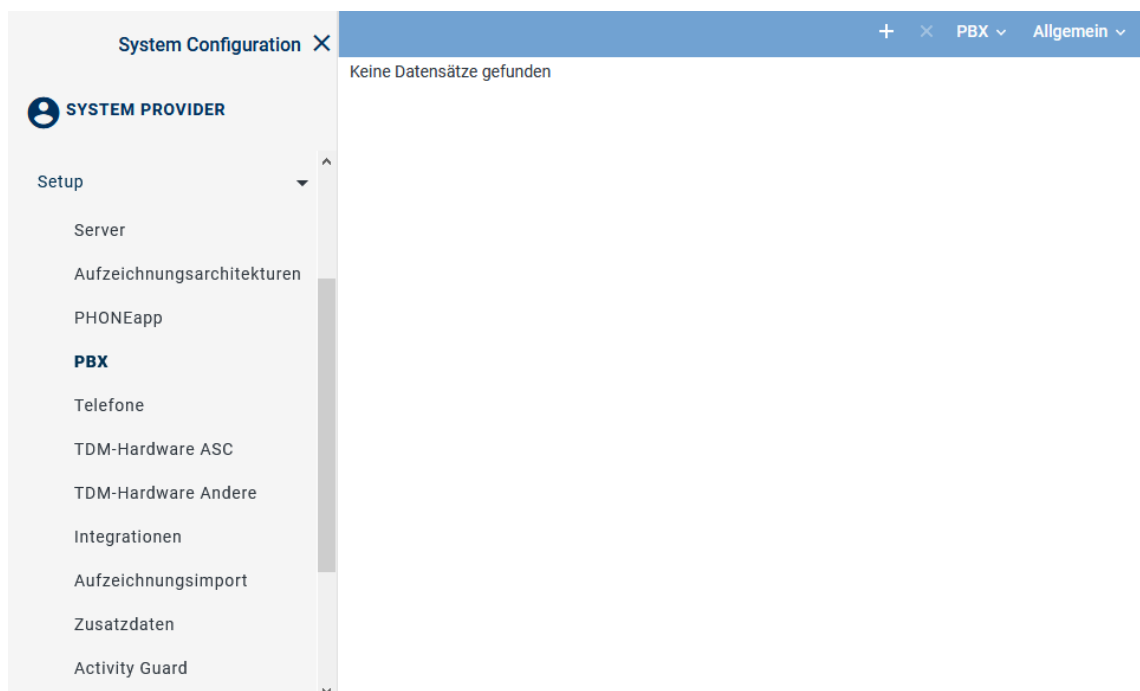 System Configuration
PBX Allgemein
Keine Datensätze gefunden
SYSTEM PROVIDER
Setup
Server
Aufzeichnungsarchitekturen
PHONEapp
PBX
Telefone
TDM-Hardware ASC
TDM-Hardware Andere
Integrationen
Aufzeichnungsimport
Zusatzdaten
Activity Guard